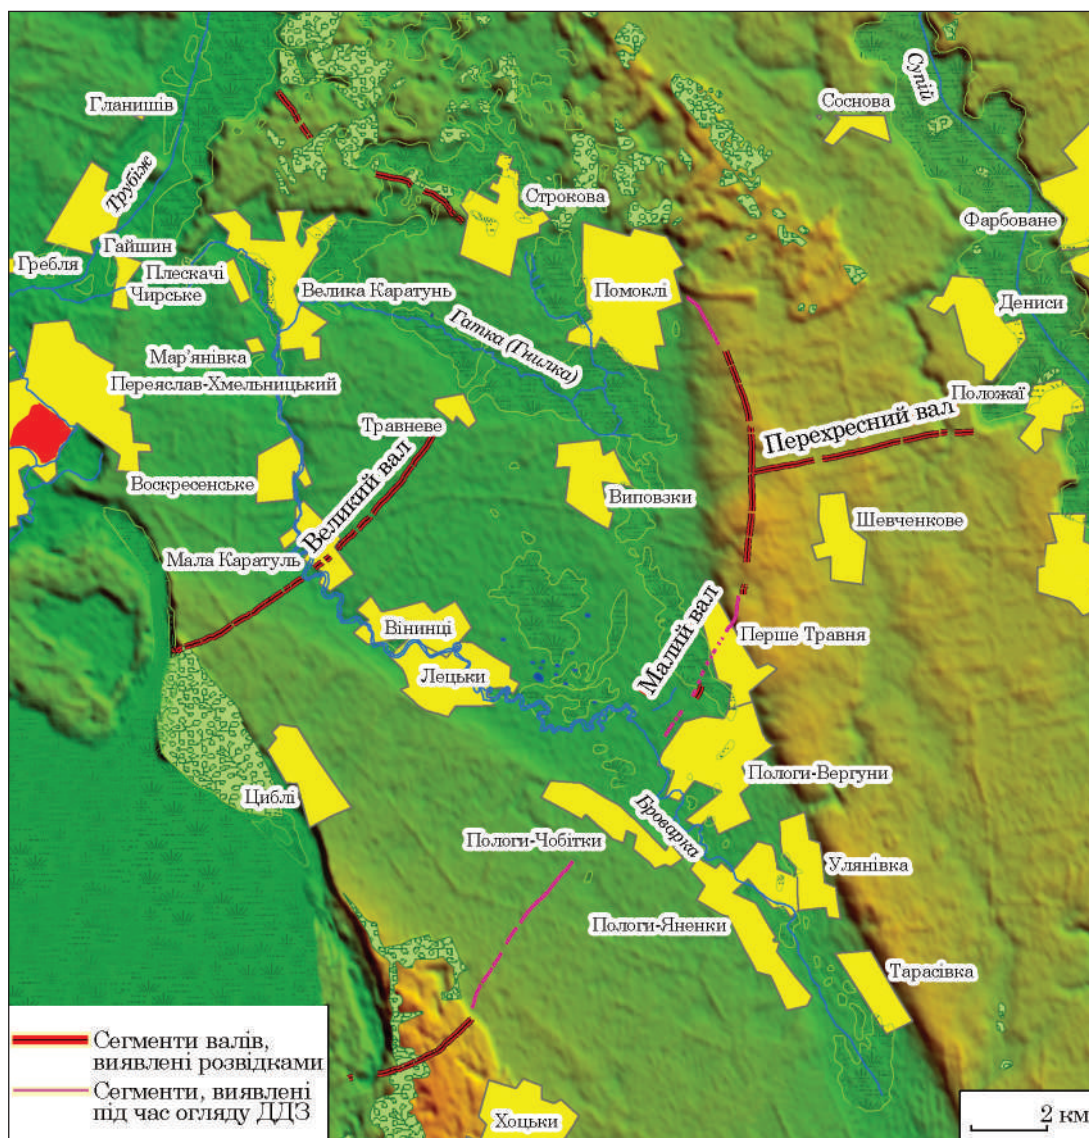 Гланишів
Соснова
Супій
Трубіж
Строкова
Фарбоване
Гайшин
Гребля
Плескачі
Чирське
Велика Каратунь
Помоклі
Дениси
Гатка (Гнилка)
Мар'янівка
Переяслав-Хмельницький
Положаї
Травневе
Перехресний вал
Воскресенське
Великий вал
Виповзки
Шевченкове
Мала Каратуль
Малий вал
Вінинці
Перше Травня
Лецьки
Циблі
Пологи-Вергуни
Броварка
Пологи-Чобітки
Улянівка
Пологи-Яненки
Тарасівка
Сегменти валів,
виявлені розвідками
Сегменти, виявлені
під час огляду ДДЗ
Хоцьки
2 км